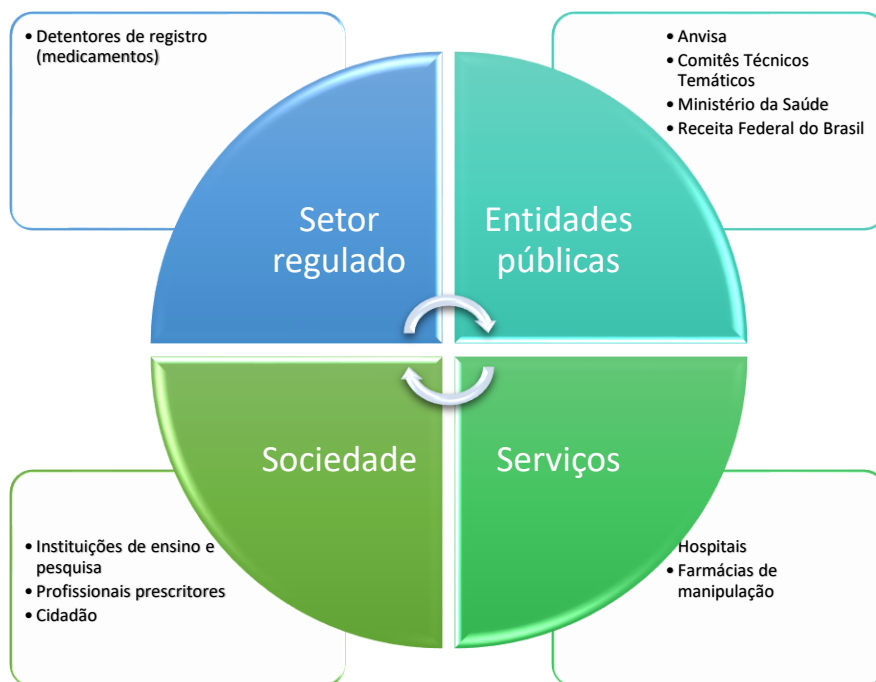 • Detentores de registro
(medicamentos)
• Anvisa
• Comitês Técnicos
Temáticos
• Ministério da Saúde
• Receita Federal do Brasil
Setor
regulado
Entidades
públicas
Sociedade
Serviços
• Instituições de ensino e
pesquisa
• Profissionais prescritores
• Cidadão
Hospitais
• Farmácias de
manipulação